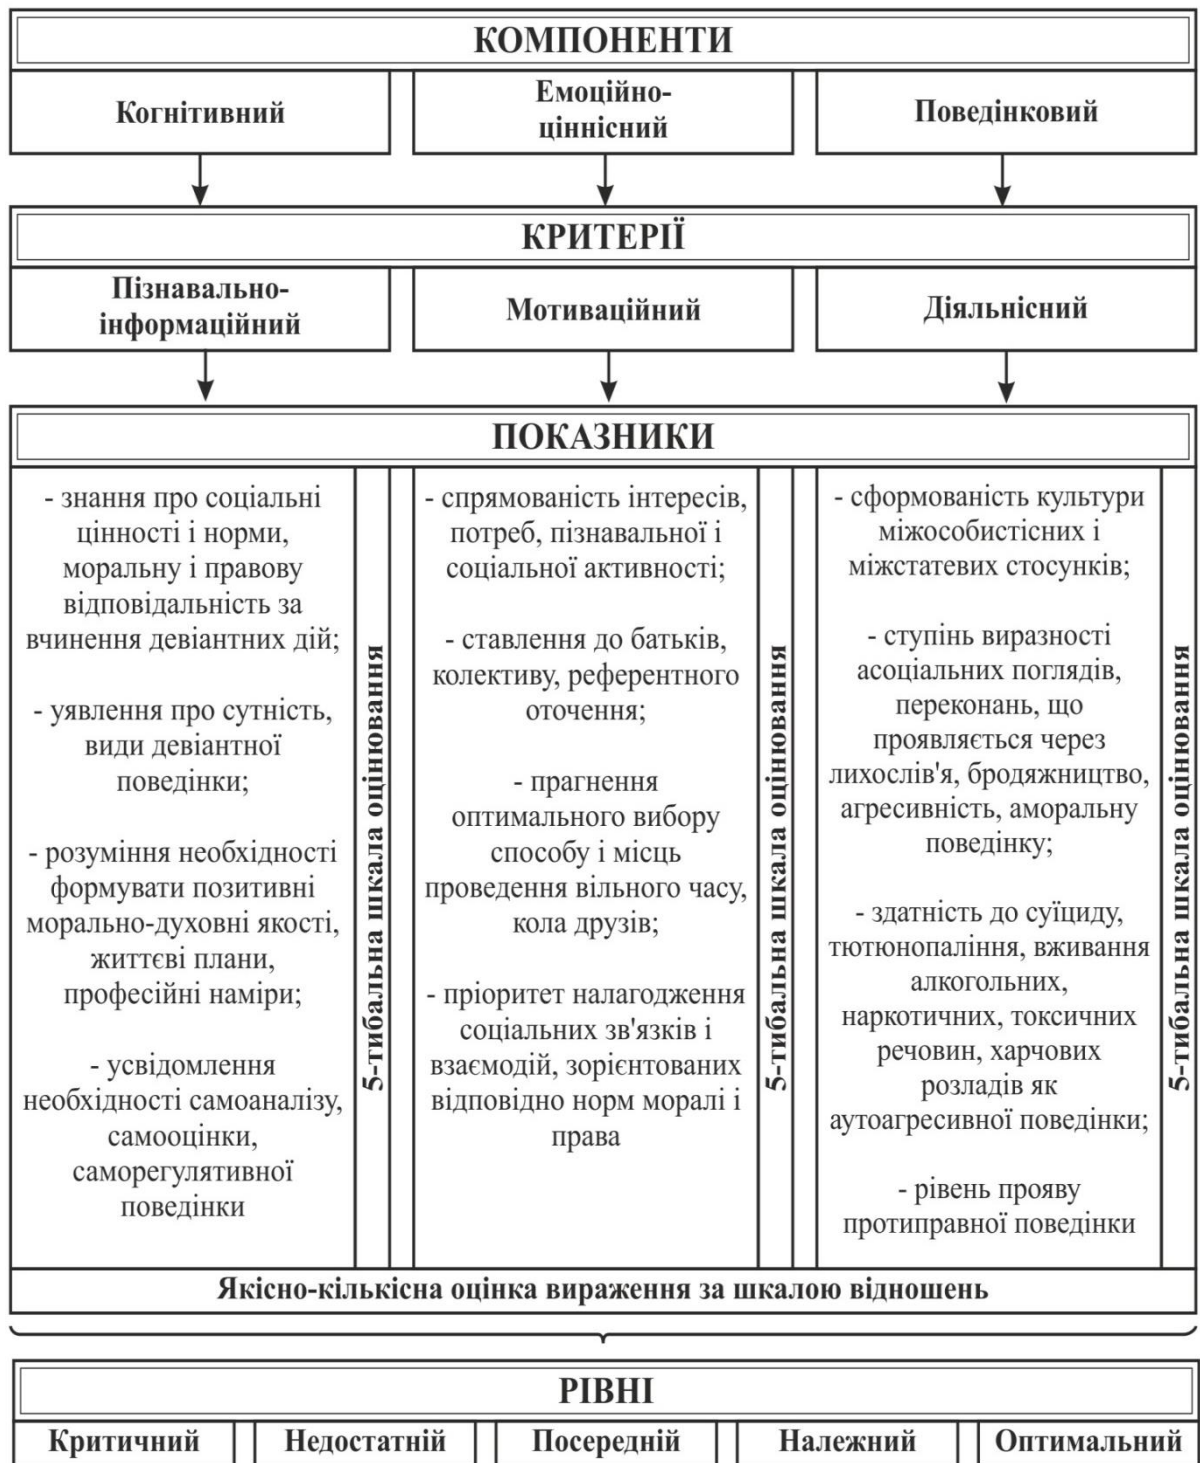 КОМПОНЕНТИ
Когнітивний
Емоційно-
ціннісний
Поведінковий
КРИТЕРІЇ
Пізнавально-
інформаційний
Мотиваційний
Діяльнісний
ПОКАЗНИКИ
- знання про соціальні
цінності і норми,
моральну і правову
відповідальність за
вчинення девіантних дій;
- уявлення про сутність,
види девіантної
поведінки;
- розуміння необхідності
формувати позитивні
морально-духовні якості,
життєві плани,
професійні наміри;
- усвідомлення
необхідності самоаналізу,
самооцінки,
саморегулятивної
поведінки
5-тибальна шкала оцінювання
- спрямованість інтересів,
потреб, пізнавальної і
соціальної активності;
- ставлення до батьків,
колективу, референтного
оточення;
- прагнення
оптимального вибору
способу і місць
проведення вільного часу,
кола друзів;
- пріоритет налагодження
соціальних зв'язків і
взаємодій, зорієнтованих
відповідно норм моралі і
права
5-тибальна шкала оцінювання
- сформованість культури
міжособистісних і
міжстатевих стосунків;
- ступінь виразності
асоціальних поглядів,
переконань, що
проявляється через
лихослів'я, бродяжництво,
агресивність, аморальну
поведінку;
- здатність до суїциду,
тютюнопаління, вживання
алкогольних,
наркотичних, токсичних
речовин, харчових
розладів як
аутоагресивної поведінки;
- рівень прояву
протиправної поведінки
5-тибальна шкала оцінювання
Якісно-кількісна оцінка вираження за шкалою відношень
РІВНІ
Критичний
Недостатній
Посередній
Належний
Оптимальний